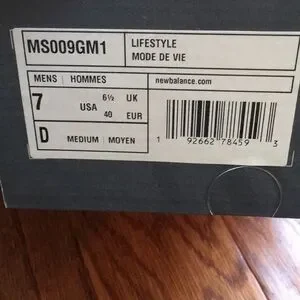 MS009GM1
LIFESTYLE
MODE DE VIE
MENS | HOMMES
newbalance.com
7 USA
6½ UK
40 EUR
D MEDIUM | MOYEN
1 92662 78459 3